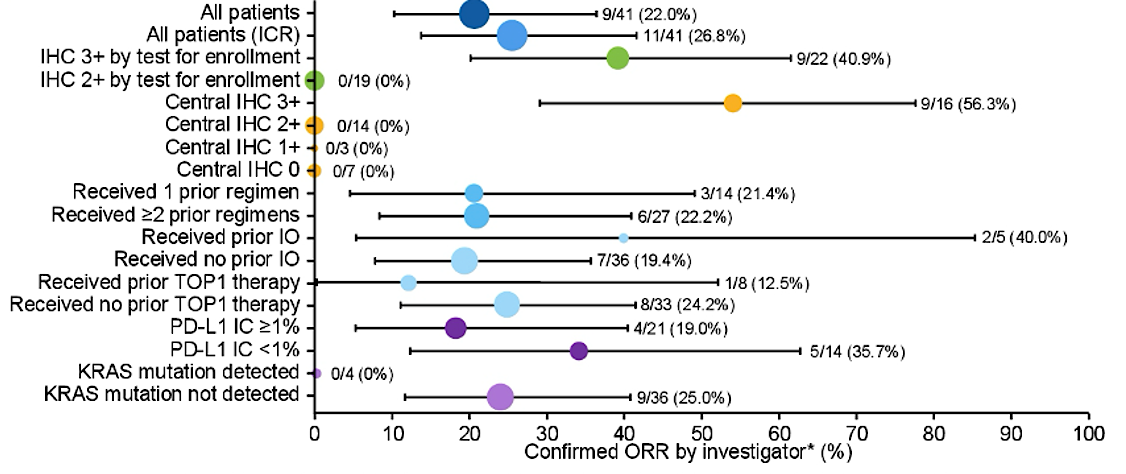 All patients 9/41 (22.0%)
All patients (ICR) 11/41 (26.8%)
IHC 3+ by test for enrollment 9/22 (40.9%)
IHC 2+ by test for enrollment 0/19 (0%)
Central IHC 3+ 9/16 (56.3%)
Central IHC 2+ 0/14 (0%)
Central IHC 1+ 0/3 (0%)
Central IHC 0 0/7 (0%)
Received 1 prior regimen 3/14 (21.4%)
Received ≥2 prior regimens 6/27 (22.2%)
Received prior IO 2/5 (40.0%)
Received no prior IO 7/36 (19.4%)
Received prior TOP1 therapy 1/8 (12.5%)
Received no prior TOP1 therapy 8/33 (24.2%)
PD-L1 IC ≥1% 4/21 (19.0%)
PD-L1 IC <1% 5/14 (35.7%)
KRAS mutation detected 0/4 (0%)
KRAS mutation not detected 9/36 (25.0%)
0 10 20 30 40 50 60 70 80 90 100
Confirmed ORR by investigator* (%)